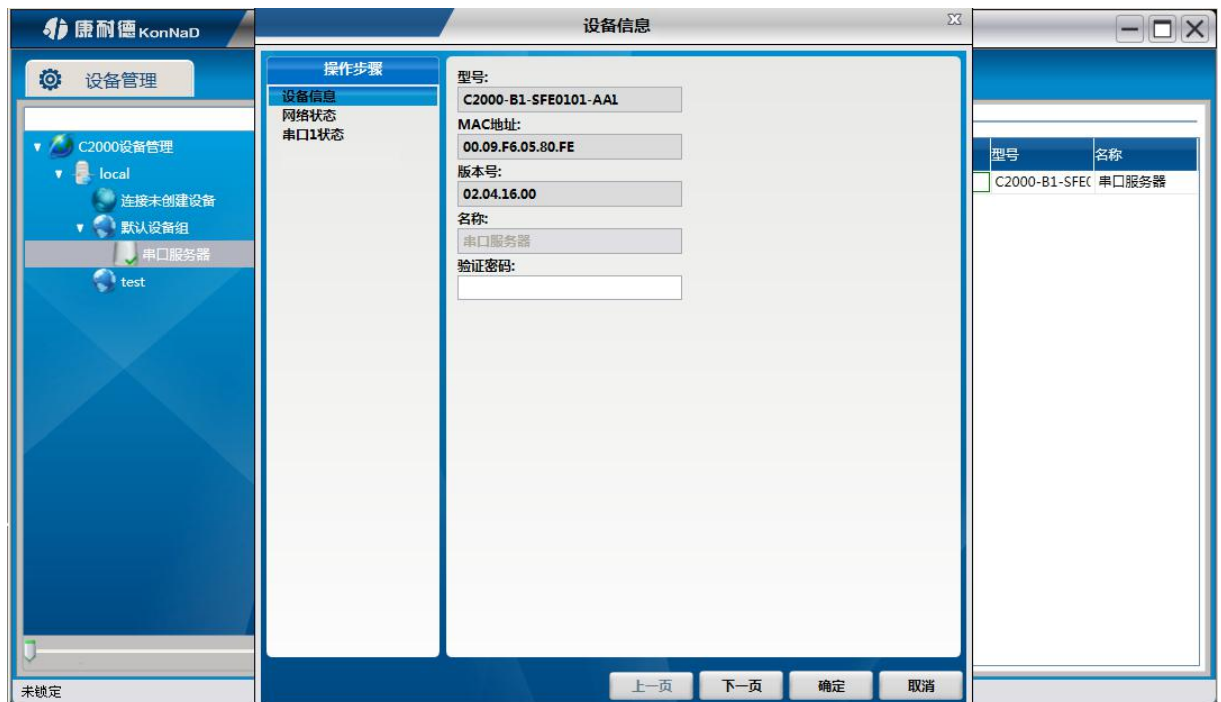 康耐德 KonNaD
设备信息
设备管理
C2000设备管理
local
连接未创建设备
默认设备组
串口服务器
test
操作步骤
设备信息
网络状态
串口1状态
型号:
C2000-B1-SFE0101-AA1
MAC地址:
00.09.F6.05.80.FE
版本号:
02.04.16.00
名称:
串口服务器
验证密码:
型号 名称
C2000-B1-SFE( 串口服务器
上一页 下一页 确定 取消
未锁定